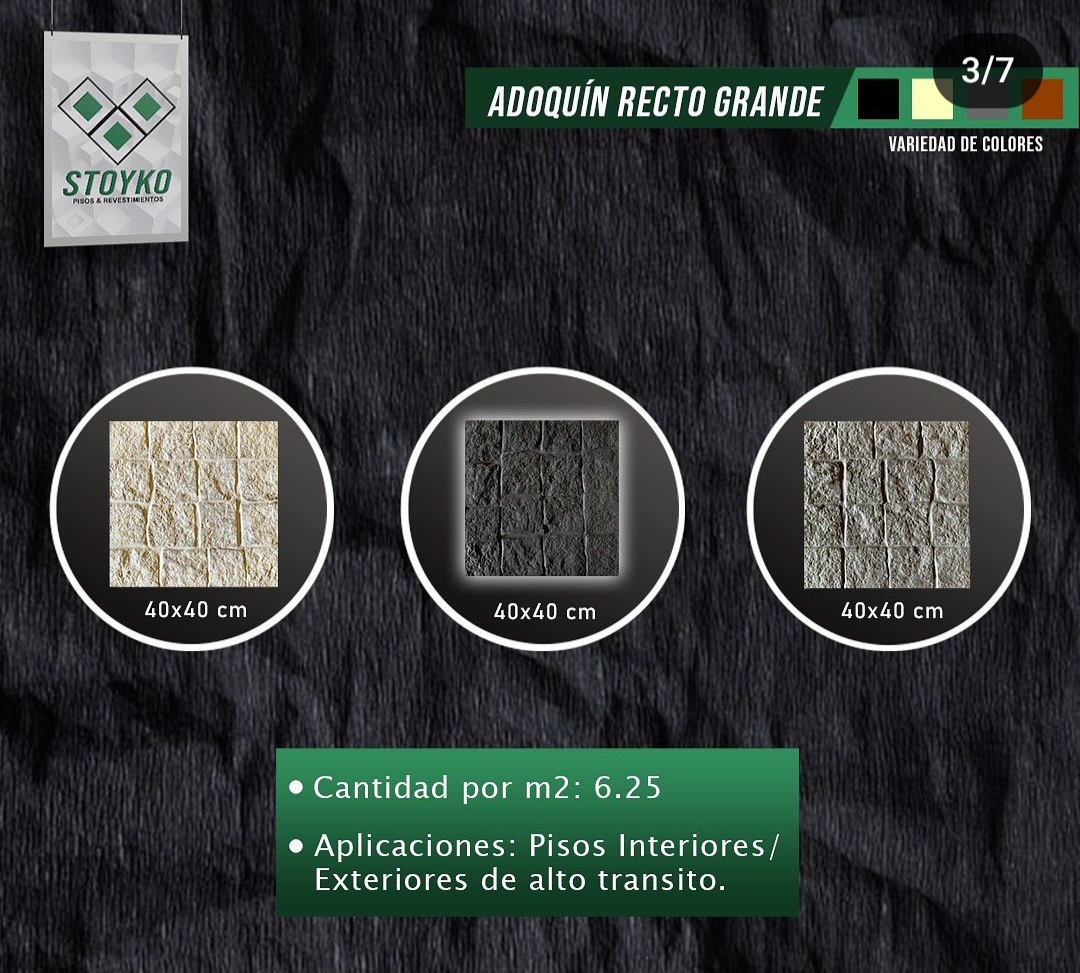 3/7
ADOQUÍN RECTO GRANDE
VARIEDAD DE COLORES
STOYKO
PISOS & REVESTIMIENTOS
40x40 cm
40x40 cm
40x40 cm
Cantidad por m2: 6.25
Aplicaciones: Pisos Interiores/
Exteriores de alto transito.